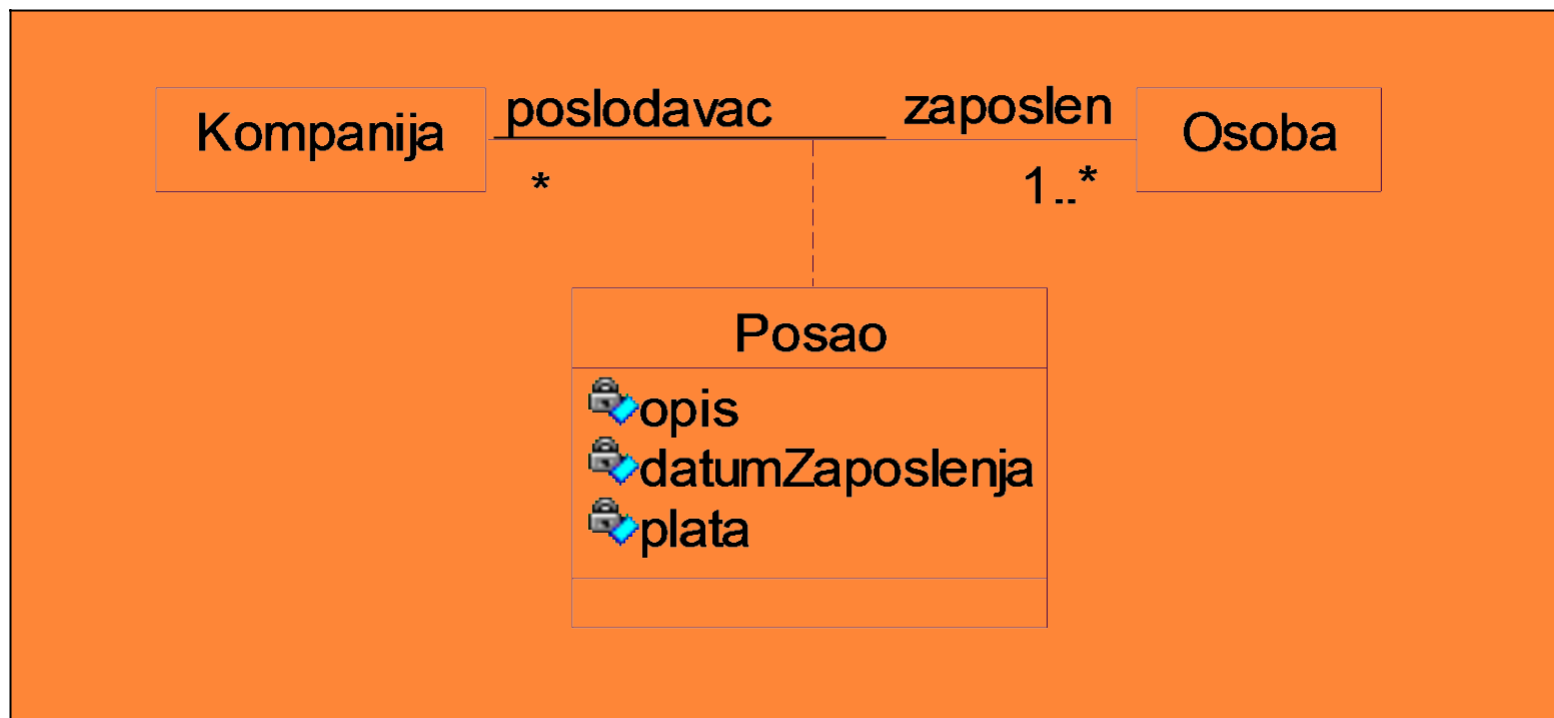 poslodavac zaposlen
Kompanija Osoba
* 1..*
Posao
opis
datumZaposlenja
plata